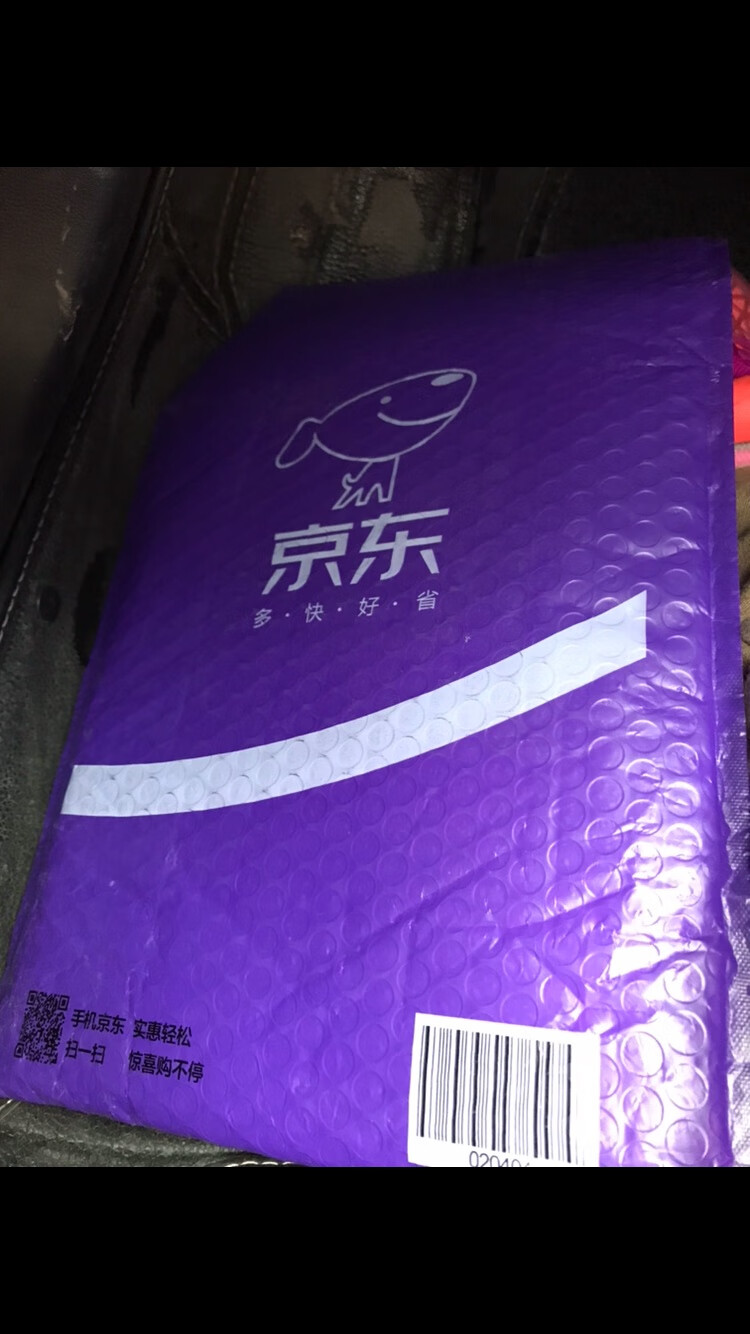 京东
多·快·好·省
手机京东 实惠轻松
扫一扫 惊喜购不停